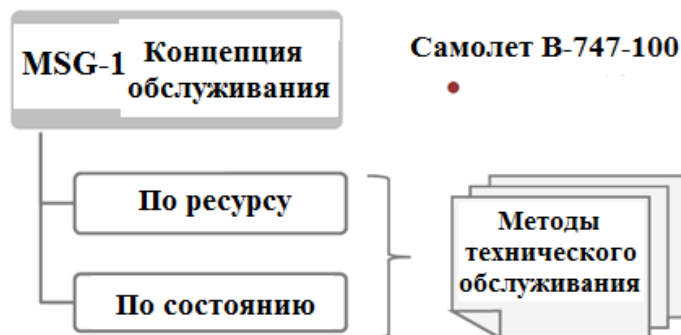 MSG-1 Концепция
обслуживания
Самолет В-747-100
По ресурсу
По состоянию
Методы
технического
обслуживания